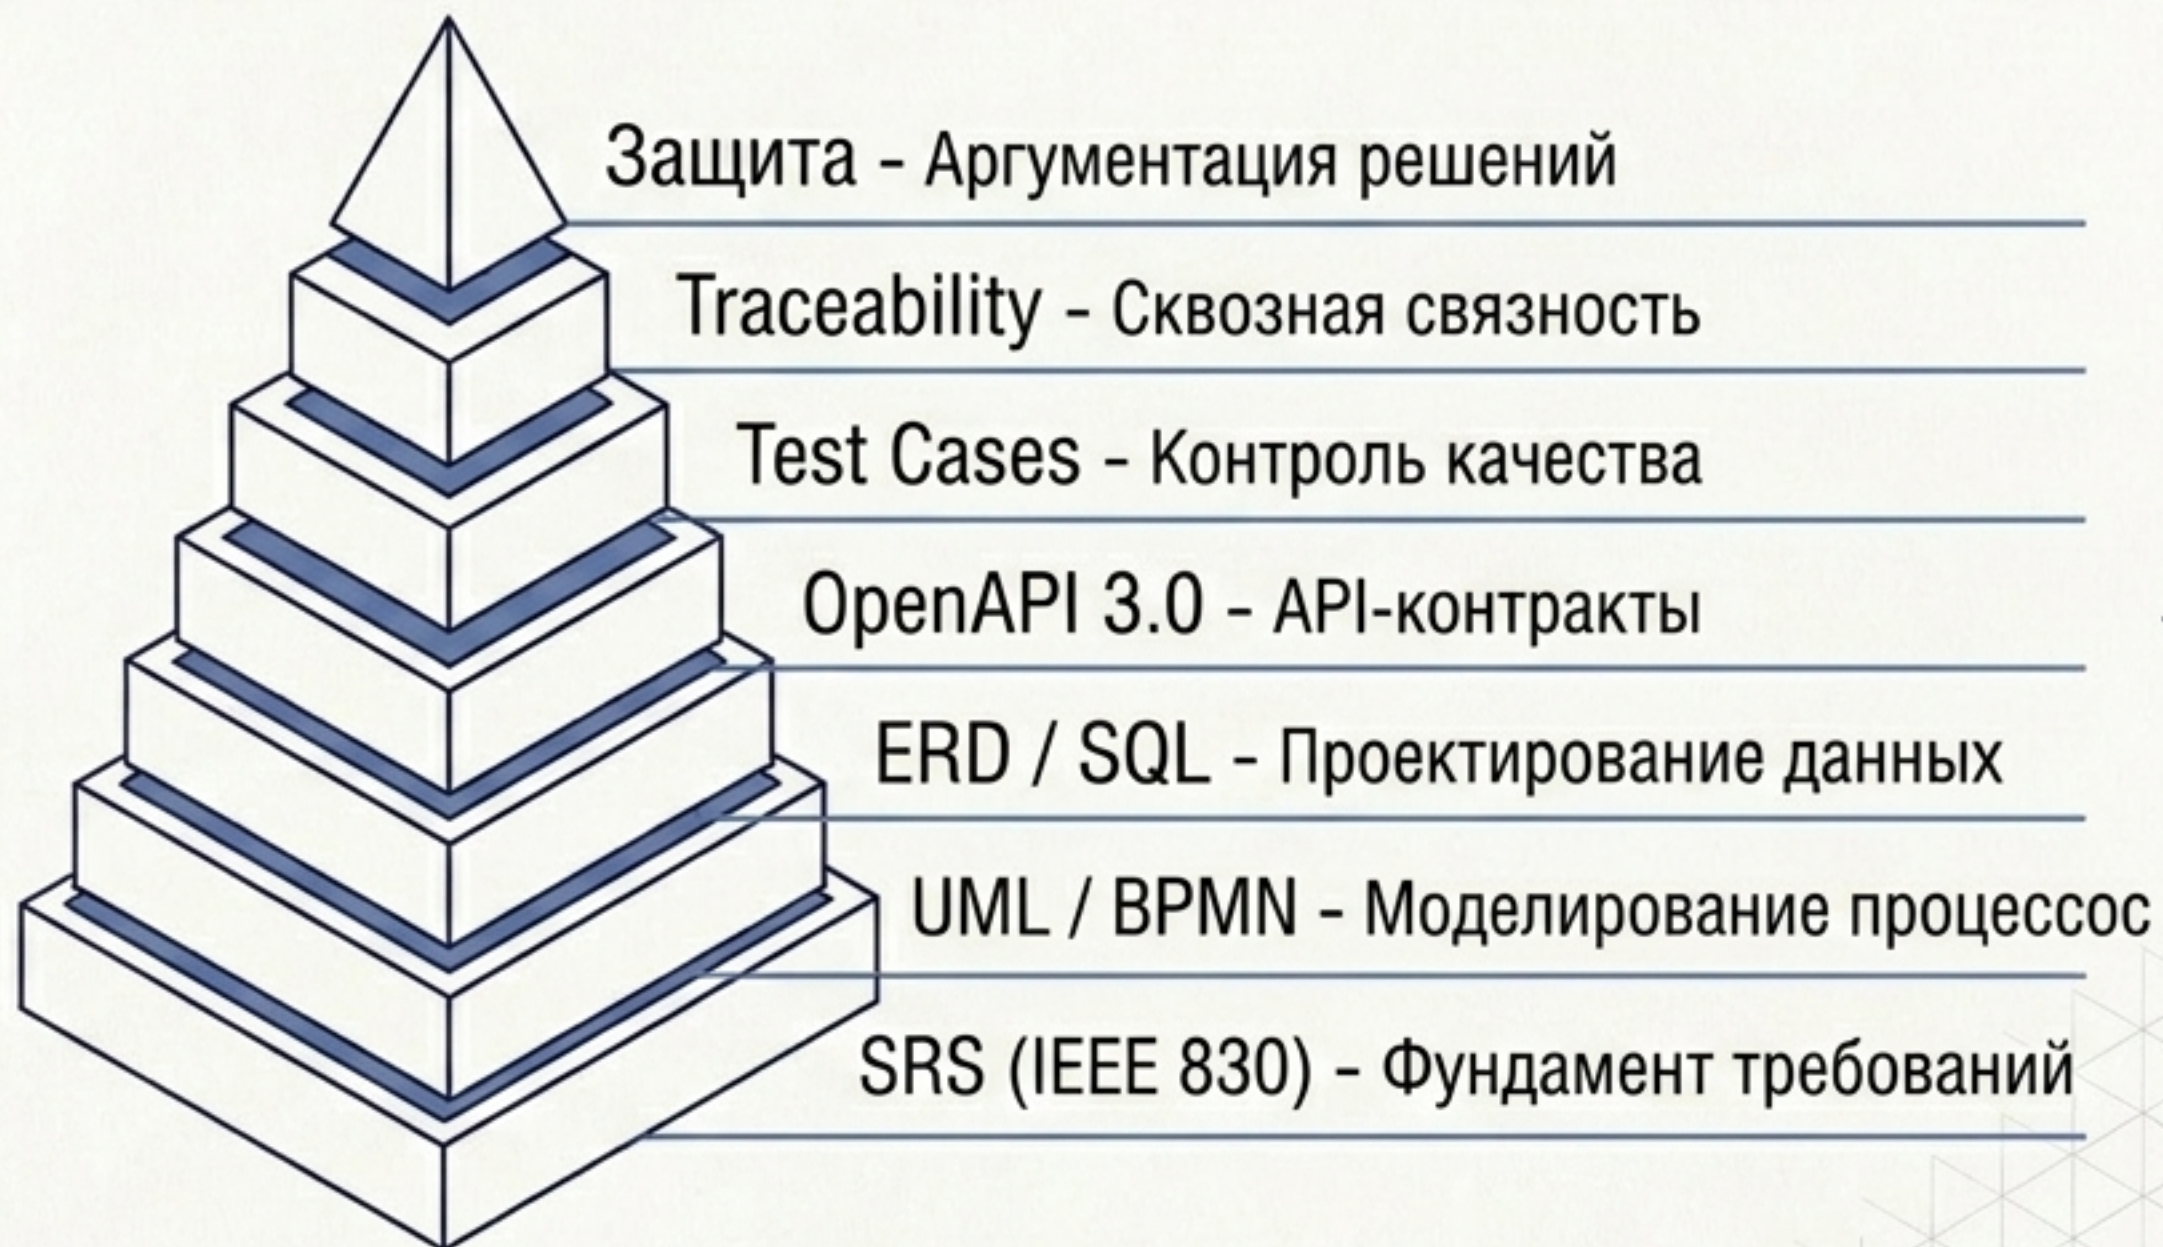 Защита - Аргументация решений
Traceability - Сквозная связность
Test Cases - Контроль качества
OpenAPI 3.0 - API-контракты
ERD / SQL - Проектирование данных
UML / BPMN - Моделирование процессос
SRS (IEEE 830) - Фундамент требований